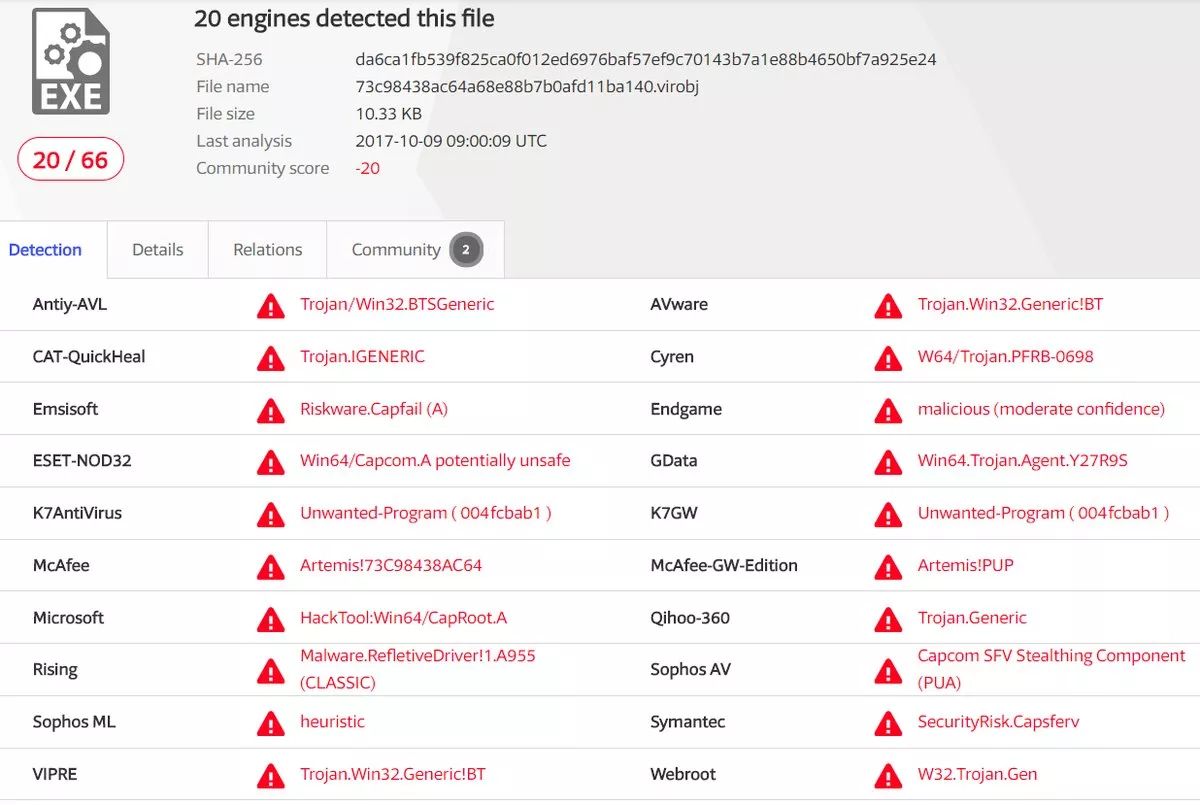 20 engines detected this file
EXE
20 / 66
SHA-256 da6ca1fb539f825ca0f012ed6976baf57ef9c70143b7a1e88b4650bf7a925e24
File name 73c98438ac64a68e88b7b0afd11ba140.virobj
File size 10.33 KB
Last analysis 2017-10-09 09:00:09 UTC
Community score -20
Detection Details Relations Community 2
Antiy-AVL Trojan/Win32.BTSGeneric AVware Trojan.Win32.Generic!BT
CAT-QuickHeal Trojan.IGENERIC Cyren W64/Trojan.PFRB-0698
Emsisoft Riskware.Capfail (A) Endgame malicious (moderate confidence)
ESET-NOD32 Win64/Capcom.A potentially unsafe GData Win64.Trojan.Agent.Y27R9S
K7AntiVirus Unwanted-Program ( 004fcbab1 ) K7GW Unwanted-Program ( 004fcbab1 )
McAfee Artemis!73C98438AC64 McAfee-GW-Edition Artemis!PUP
Microsoft HackTool:Win64/CapRoot.A Qihoo-360 Trojan.Generic
Rising Malware.RefletiveDriver!1.A955 (CLASSIC) Sophos AV Capcom SFV Stealthing Component (PUA)
Sophos ML heuristic Symantec SecurityRisk.Capsferv
VIPRE Trojan.Win32.Generic!BT Webroot W32.Trojan.Gen